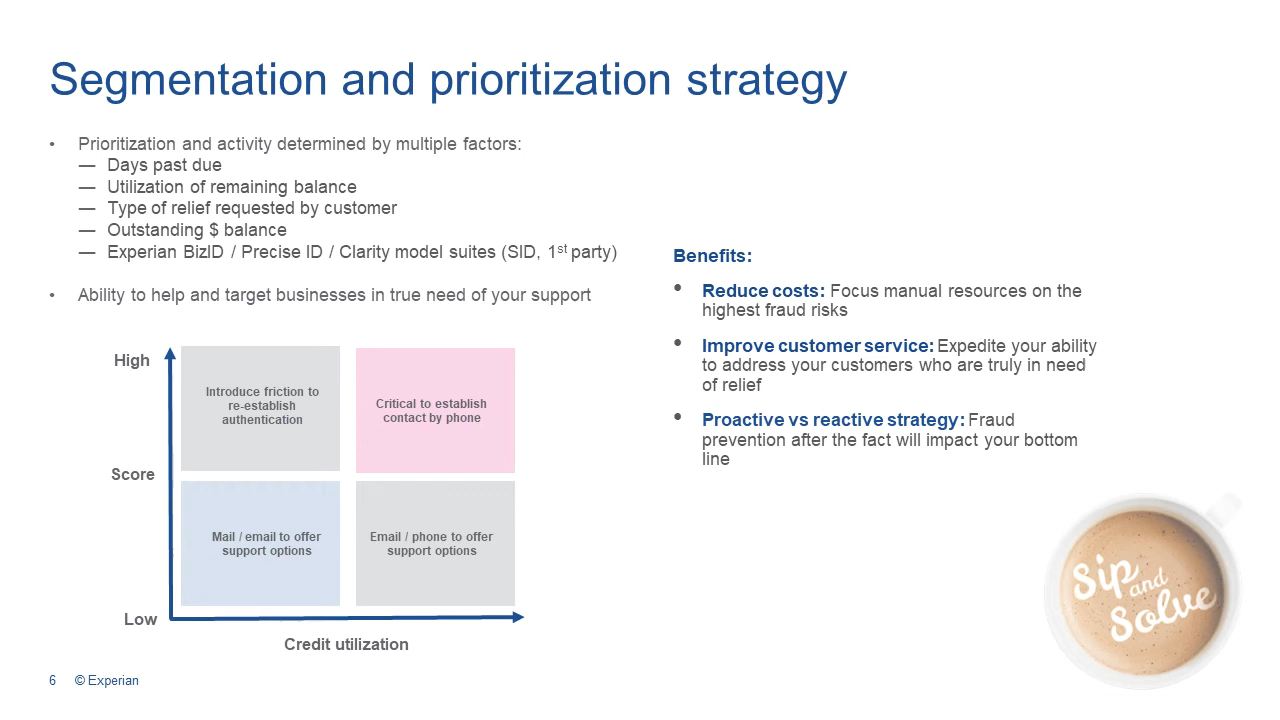 Segmentation and prioritization strategy
• Prioritization and activity determined by multiple factors:
— Days past due
— Utilization of remaining balance
— Type of relief requested by customer
— Outstanding $ balance
— Experian BizID / Precise ID / Clarity model suites (SID, 1st party)
• Ability to help and target businesses in true need of your support
High
Score
Low
Introduce friction to
re-establish
authentication
Critical to establish
contact by phone
Mail / email to offer
support options
Email / phone to offer
support options
Credit utilization
Benefits:
• Reduce costs: Focus manual resources on the
highest fraud risks
• Improve customer service: Expedite your ability
to address your customers who are truly in need
of relief
• Proactive vs reactive strategy: Fraud
prevention after the fact will impact your bottom
line
Sip
and
Solve
6 © Experian